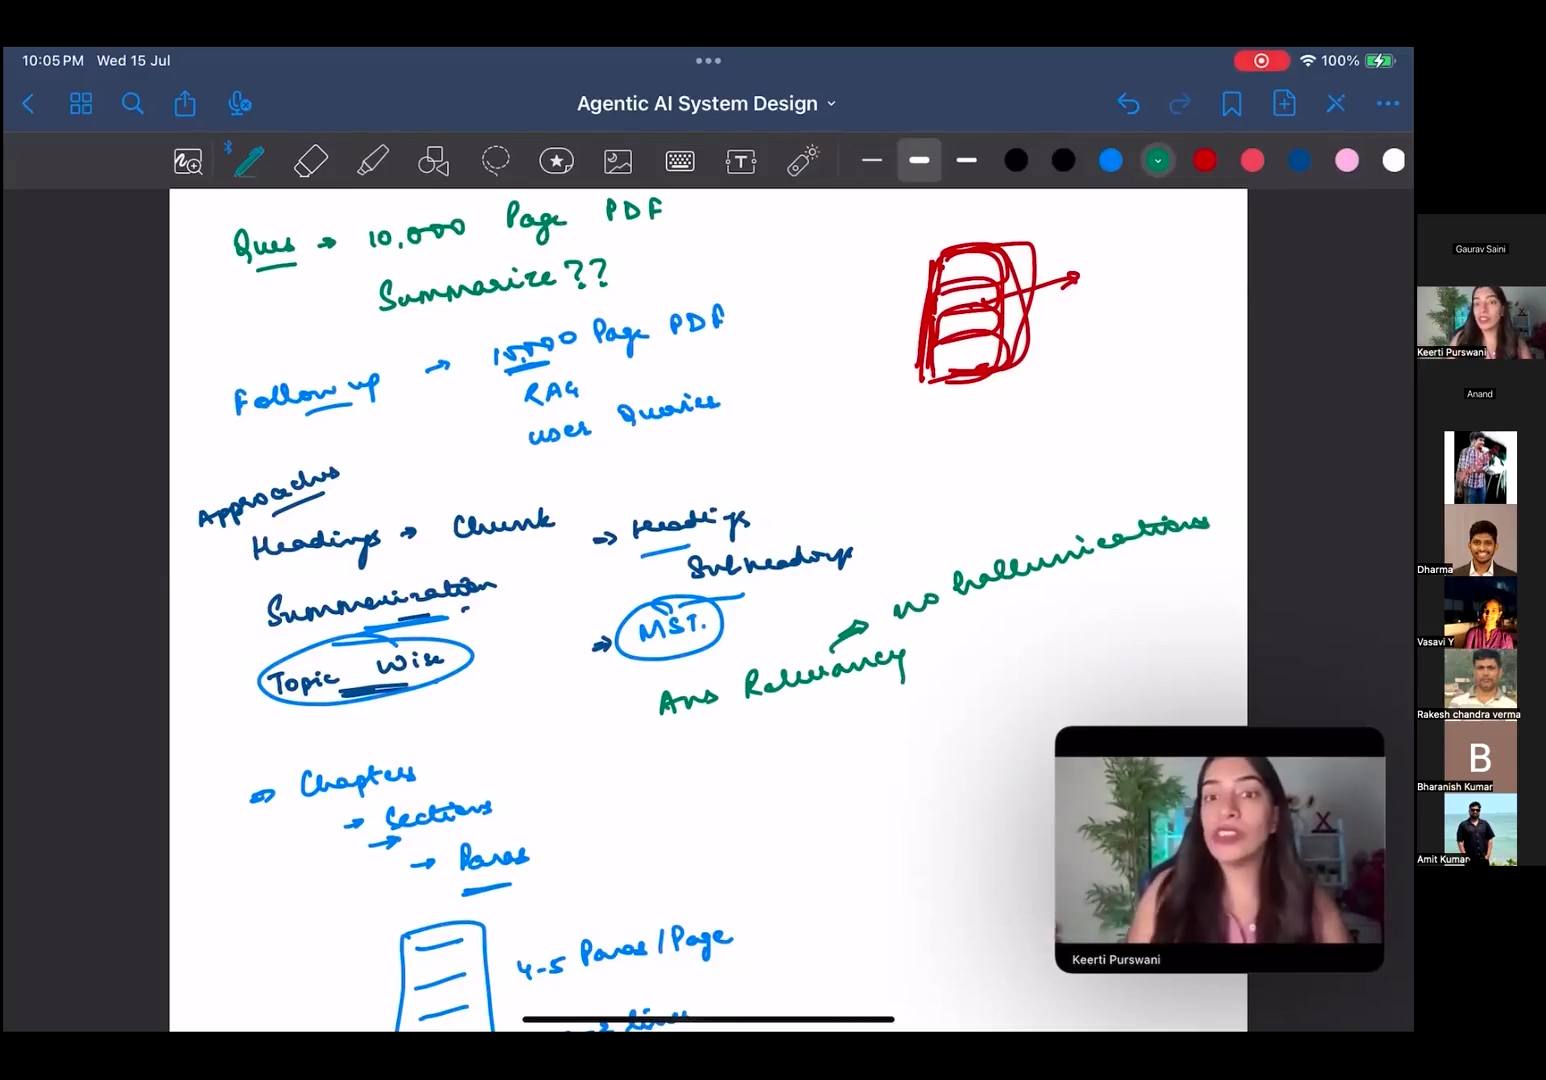 10:05 PM Wed 15 Jul
100%
Agentic AI System Design
Ques → 10,000 Page PDF
Summarize??
Follow up → 10,000 Page PDF
RAG
user Queries
Approaches
Headings → Chunk → Headings
Subheadings
Summarization
→ MST.
Topic Wise
Ans Relevancy → no hallunications
→ Chapters
→ Sections
→ Paras
4-5 Paras/Page
lines
Keerti Purswani
Gaurav Saini
Keerti Purswani
Anand
Dharma
Vasavi Y
Rakesh chandra verma
B
Bharanish Kumar
Amit Kumar